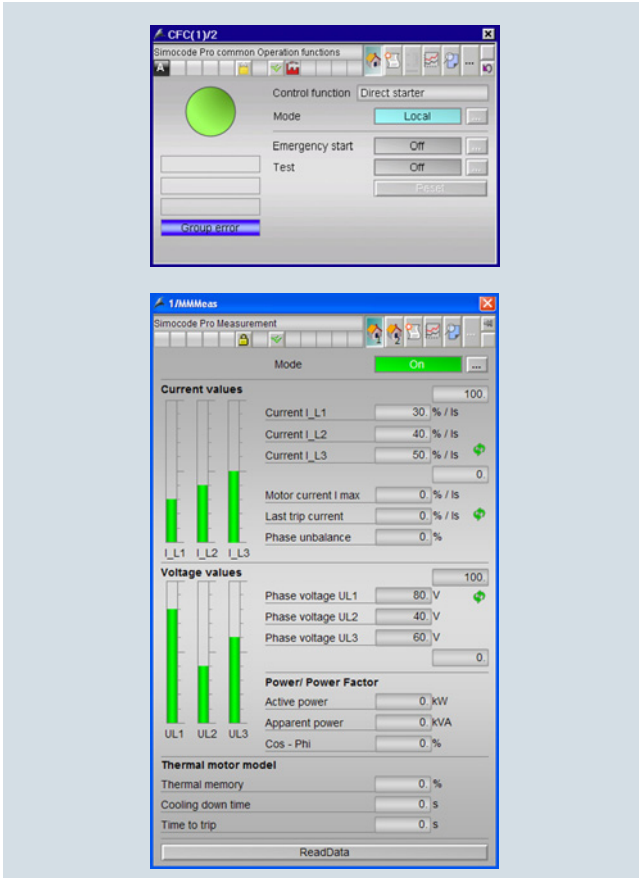 CFC(1)/2
Simocode Pro common Operation functions
A
...
Control function Direct starter
Mode Local ...
Emergency start Off ...
Test Off ...
Reset
Group error
1/MMMeas
Simocode Pro Measurement
1 2 ...
Mode On ...
Current values
100.
Current I_L1 30. % / Is
Current I_L2 40. % / Is
Current I_L3 50. % / Is
0.
Motor current I max 0. % / Is
Last trip current 0. % / Is
Phase unbalance 0. %
I_L1 I_L2 I_L3
Voltage values
100.
Phase voltage UL1 80. V
Phase voltage UL2 40. V
Phase voltage UL3 60. V
0.
Power/ Power Factor
Active power 0. kW
Apparent power 0. kVA
Cos - Phi 0. %
UL1 UL2 UL3
Thermal motor model
Thermal memory 0. %
Cooling down time 0. s
Time to trip 0. s
ReadData